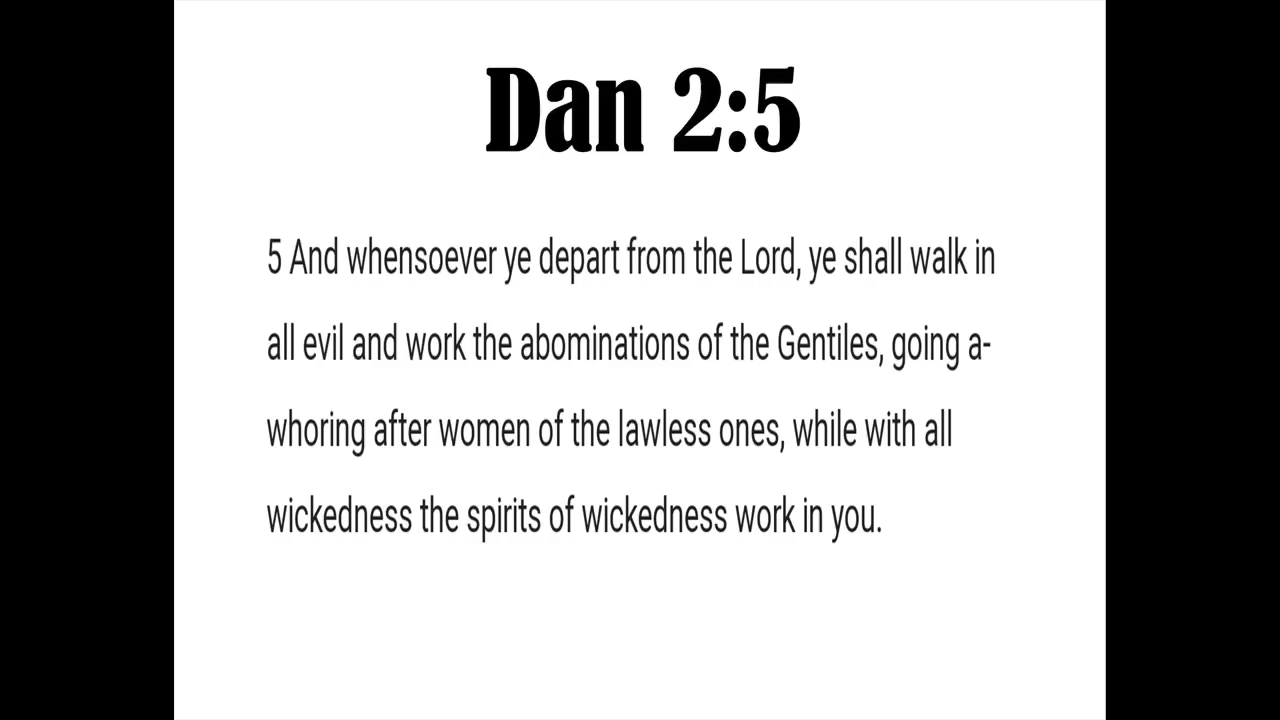 Dan 2:5
5 And whensoever ye depart from the Lord, ye shall walk in
all evil and work the abominations of the Gentiles, going a-
whoring after women of the lawless ones, while with all
wickedness the spirits of wickedness work in you.